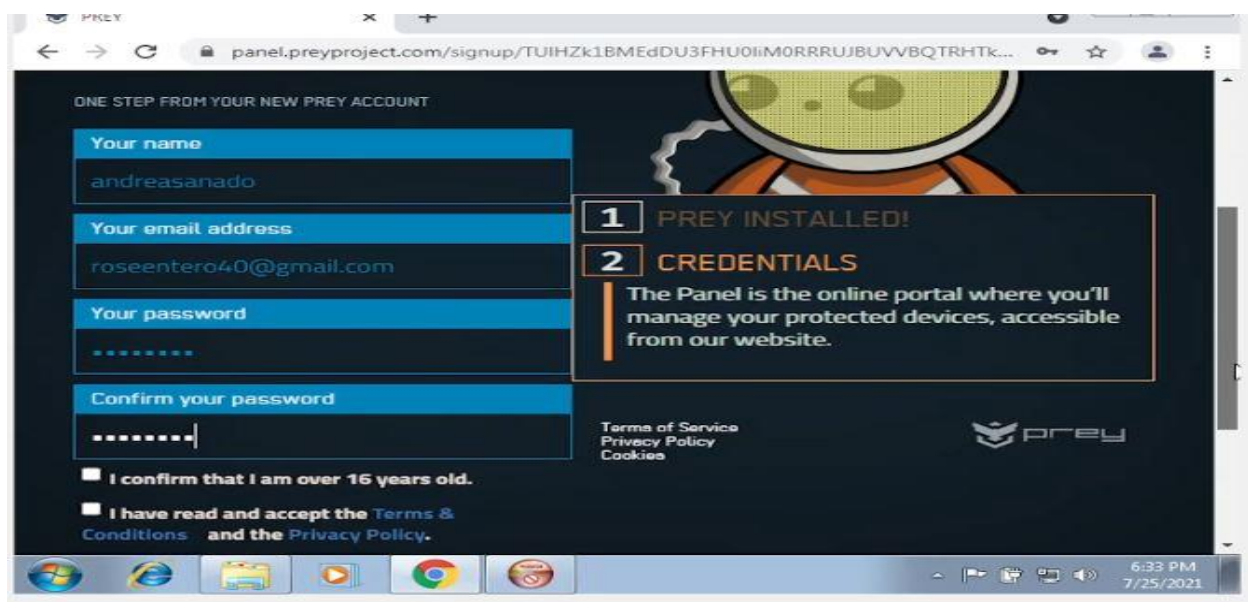 PREY
panel.preyproject.com/signup/TUlHZk1BMEdDU3FHU0liM0RRRUJBUVVBQTRHTk...
ONE STEP FROM YOUR NEW PREY ACCOUNT
Your name
andreasanado
Your email address
roseentero40@gmail.com
Your password
Confirm your password
I confirm that I am over 16 years old.
I have read and accept the Terms &
Conditions and the Privacy Policy.
1 PREY INSTALLED!
2 CREDENTIALS
The Panel is the online portal where you'll
manage your protected devices, accessible
from our website.
Terms of Service
Privacy Policy
Cookies
prey
6:33 PM
7/25/2021